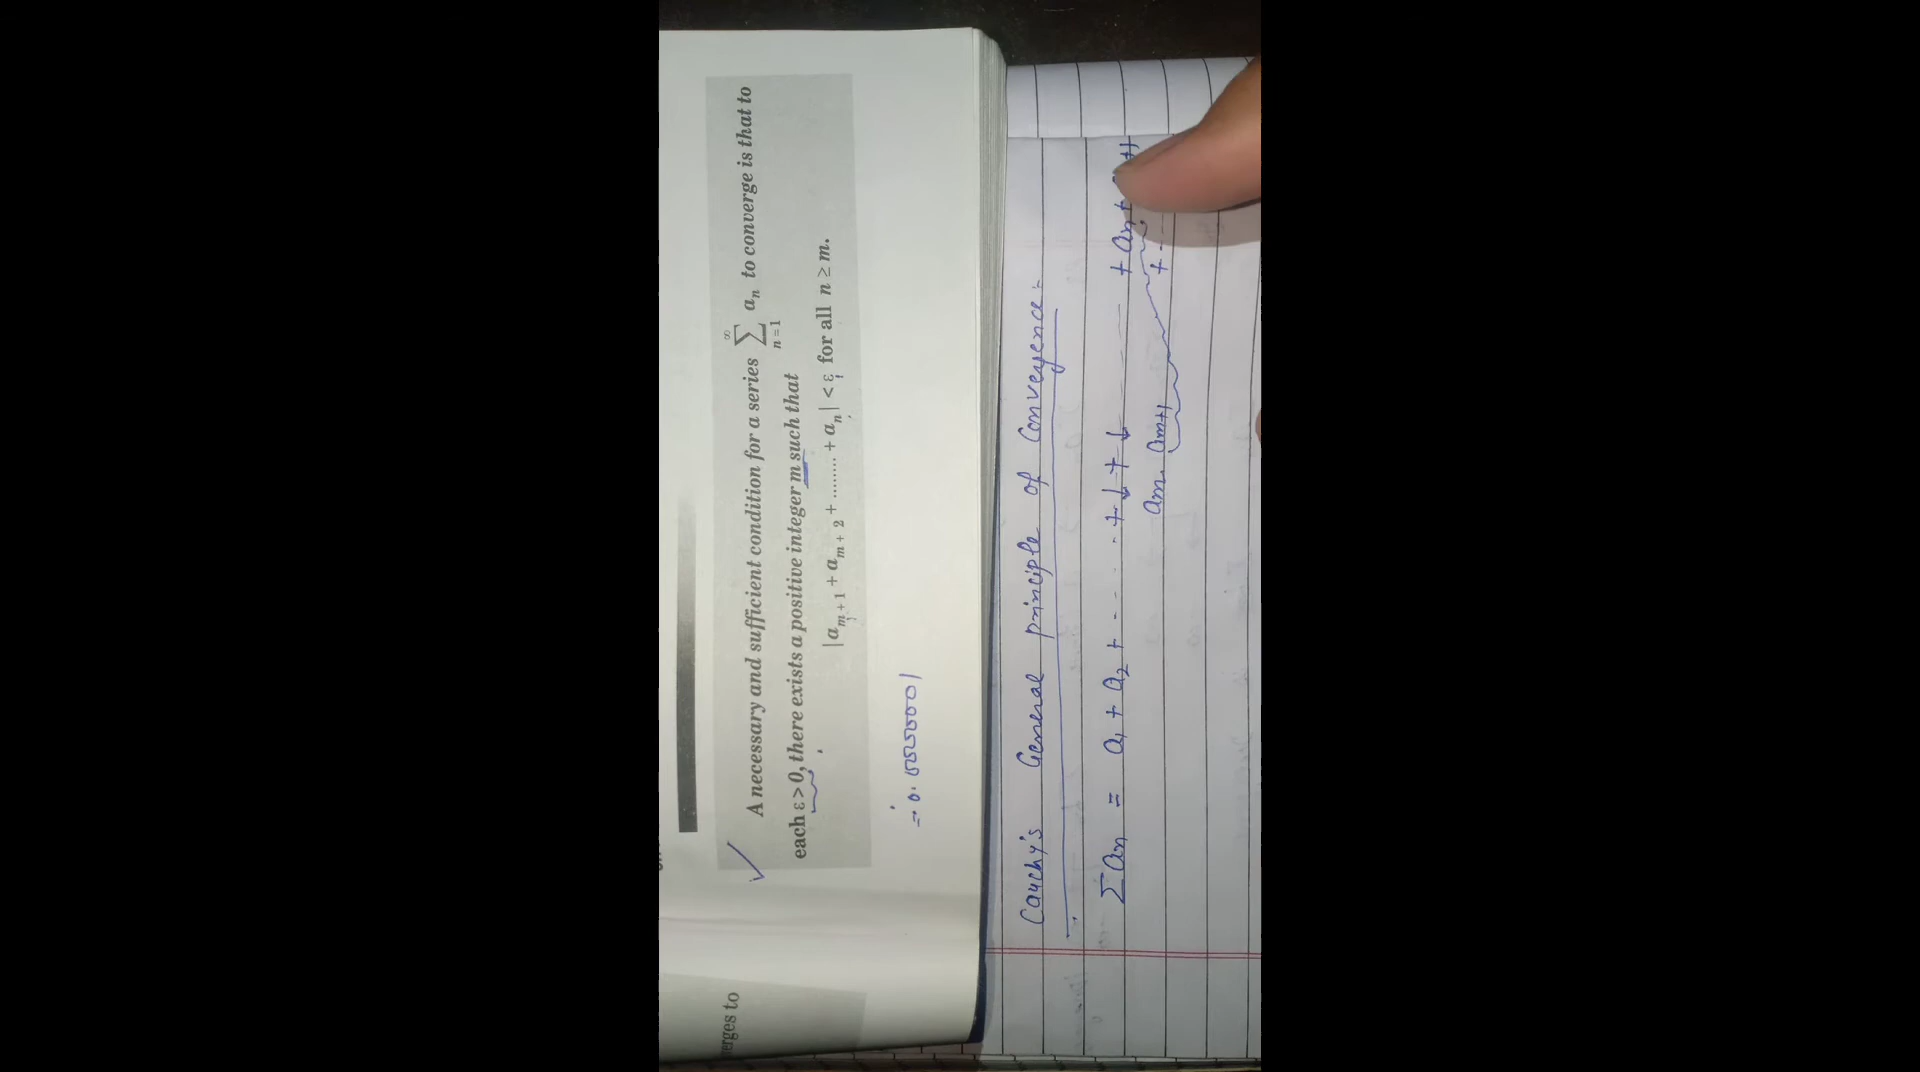 A necessary and sufficient condition for a series ∞∑n=1 an to converge is that to
each ε > 0, there exists a positive integer m such that
|am+1 + am+2 + ........ + an| < ε for all n ≥ m.
erges to
Cauchy's General principle of Convergence:-
∑an = a1 + a2 + - - - - - + ↓ + ↓ - - - + an +
am. am+1 + - -